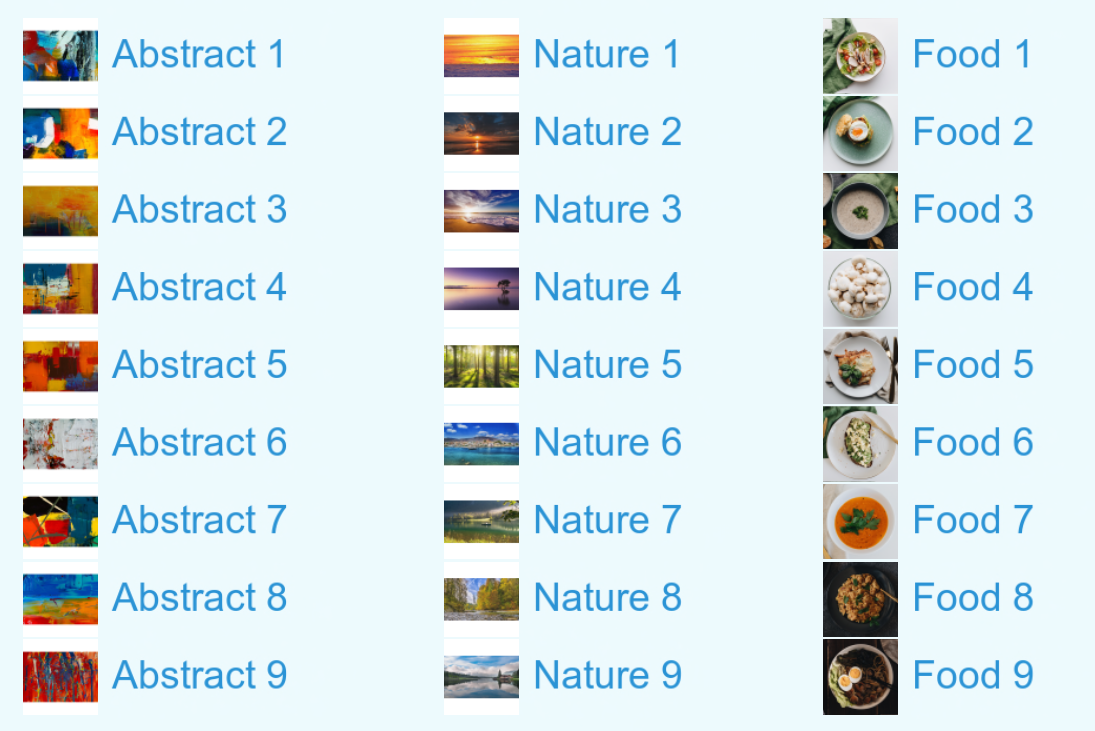 Abstract 1
Abstract 2
Abstract 3
Abstract 4
Abstract 5
Abstract 6
Abstract 7
Abstract 8
Abstract 9
Nature 1
Nature 2
Nature 3
Nature 4
Nature 5
Nature 6
Nature 7
Nature 8
Nature 9
Food 1
Food 2
Food 3
Food 4
Food 5
Food 6
Food 7
Food 8
Food 9